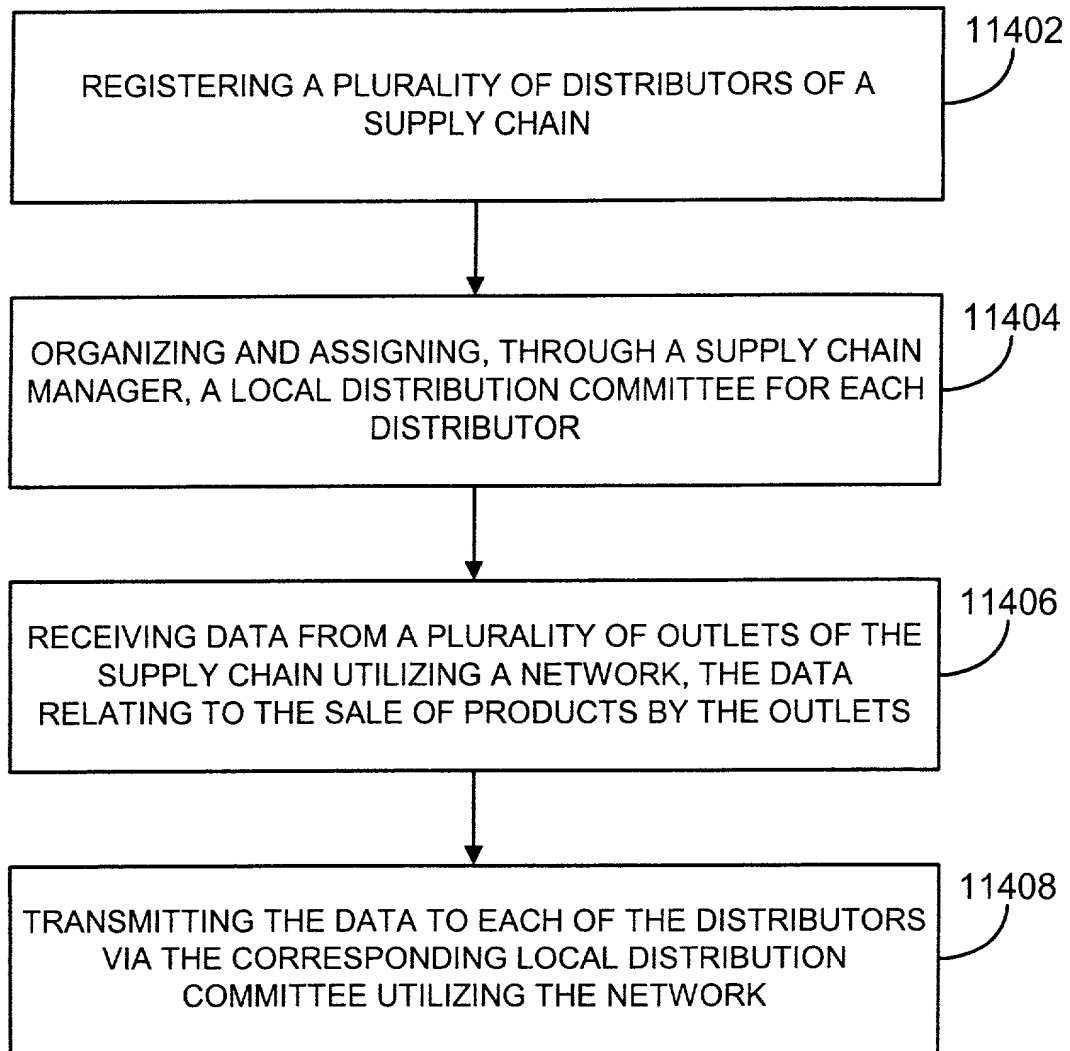 11402
REGISTERING A PLURALITY OF DISTRIBUTORS OF A
SUPPLY CHAIN
11404
ORGANIZING AND ASSIGNING, THROUGH A SUPPLY CHAIN
MANAGER, A LOCAL DISTRIBUTION COMMITTEE FOR EACH
DISTRIBUTOR
11406
RECEIVING DATA FROM A PLURALITY OF OUTLETS OF THE
SUPPLY CHAIN UTILIZING A NETWORK, THE DATA
RELATING TO THE SALE OF PRODUCTS BY THE OUTLETS
11408
TRANSMITTING THE DATA TO EACH OF THE DISTRIBUTORS
VIA THE CORRESPONDING LOCAL DISTRIBUTION
COMMITTEE UTILIZING THE NETWORK